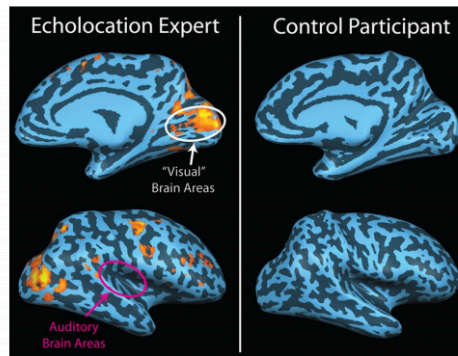 Echolocation Expert
Control Participant
"Visual"
Brain Areas
Auditory
Brain Areas